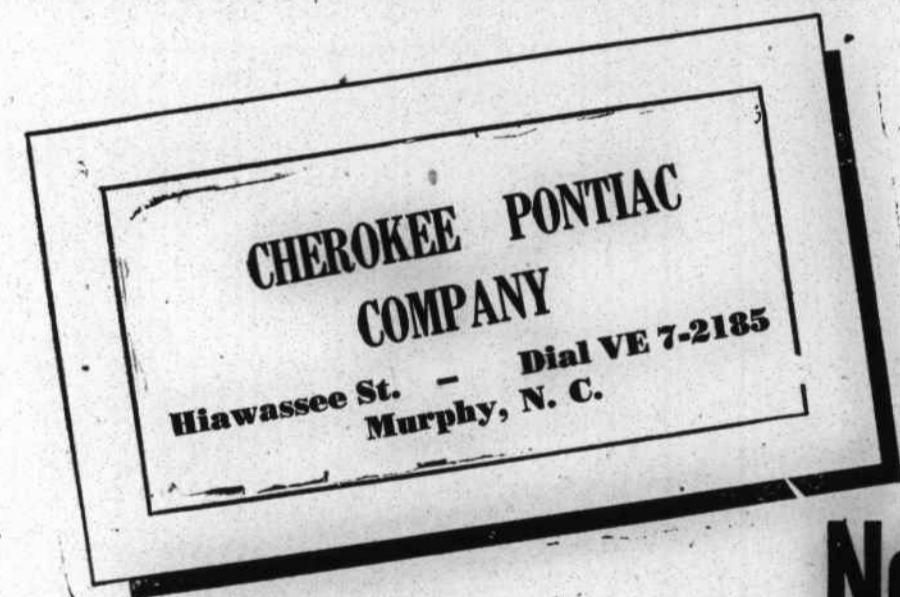 CHEROKEE PONTIAC
COMPANY
Hiawassee St. – Dial VE 7-2185
Murphy, N. C.